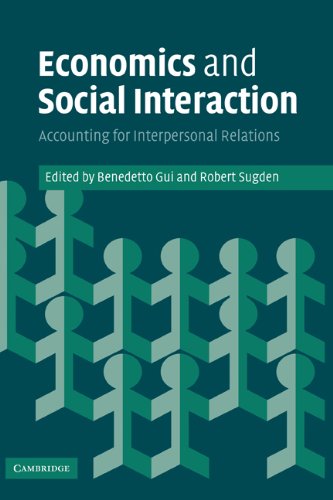 Economics and
Social Interaction
Accounting for Interpersonal Relations
Edited by Benedetto Gui and Robert Sugden
CAMBRIDGE